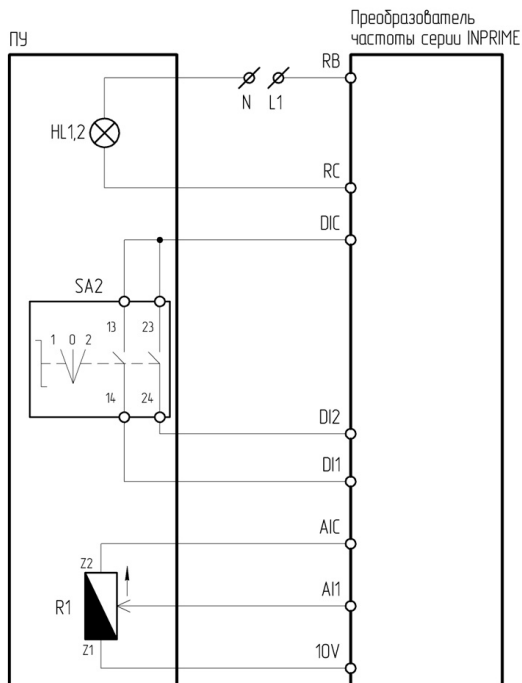 Преобразователь
ПУ
частоты серии INPRIME
RB
N L1
HL1,2
RC
DIC
SA2
13 23
1 0 2
14 24
DI2
DI1
AIC
Z2
AI1
R1
Z1
10V